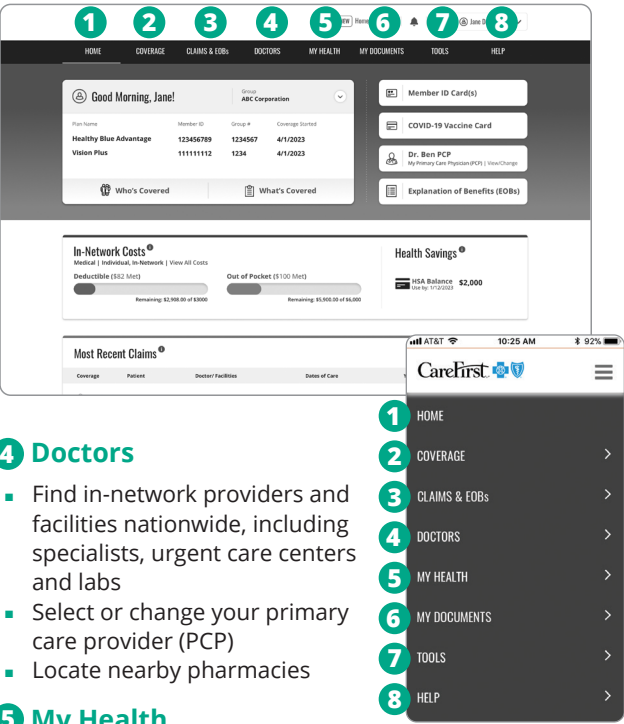 1 2 3 4 5 6 7 8
Jane D
HOME COVERAGE CLAIMS & EOBs DOCTORS MY HEALTH MY DOCUMENTS TOOLS HELP
Good Morning, Jane!
Group
ABC Corporation
Plan Name Member ID Group # Coverage Started
Healthy Blue Advantage 123456789 1234567 4/1/2023
Vision Plus 111111112 1234 4/1/2023
Who's Covered What's Covered
Member ID Card(s)
COVID-19 Vaccine Card
Dr. Ben PCP
My Primary Care Physician (PCP) | View/Change
Explanation of Benefits (EOBs)
In-Network Costs
Medical | Individual, In-Network | View All Costs
Deductible ($82 Met) Out of Pocket ($100 Met)
Remaining: $2,908.00 of $3000 Remaining: $5,900.00 of $6,000
Health Savings
HSA Balance $2,000
Use by: 1/12/2023
Most Recent Claims
Coverage Patient Doctor/ Facilities Dates of Care
AT&T 10:25 AM 92%
CareFirst
1 HOME
2 COVERAGE
3 CLAIMS & EOBs
4 DOCTORS
5 MY HEALTH
6 MY DOCUMENTS
7 TOOLS
8 HELP
4 Doctors
▪ Find in-network providers and
facilities nationwide, including
specialists, urgent care centers
and labs
▪ Select or change your primary
care provider (PCP)
▪ Locate nearby pharmacies
5 My Health